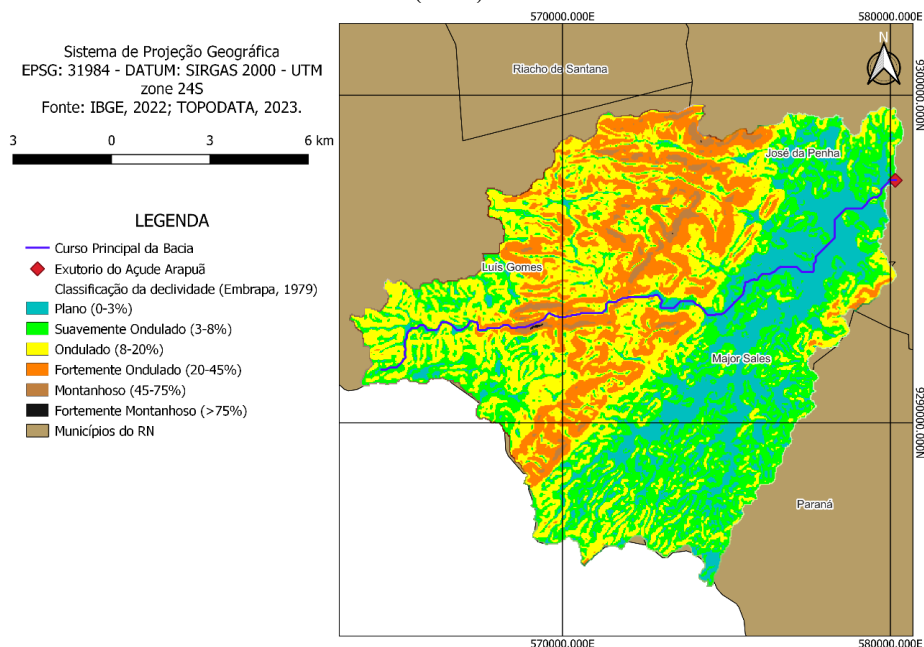 Sistema de Projeção Geográfica
EPSG: 31984 - DATUM: SIRGAS 2000 - UTM
zone 24S
Fonte: IBGE, 2022; TOPODATA, 2023.
3 0 3 6 km
LEGENDA
Curso Principal da Bacia
Exutorio do Açude Arapuã
Classificação da declividade (Embrapa, 1979)
Plano (0-3%)
Suavemente Ondulado (3-8%)
Ondulado (8-20%)
Fortemente Ondulado (20-45%)
Montanhoso (45-75%)
Fortemente Montanhoso (>75%)
Municípios do RN
570000.000E 580000.000E
N
Riacho de Santana
9300000.000N
José da Penha
Luís Gomes
Major Sales
9290000.000N
Paraná
570000.000E 580000.000E